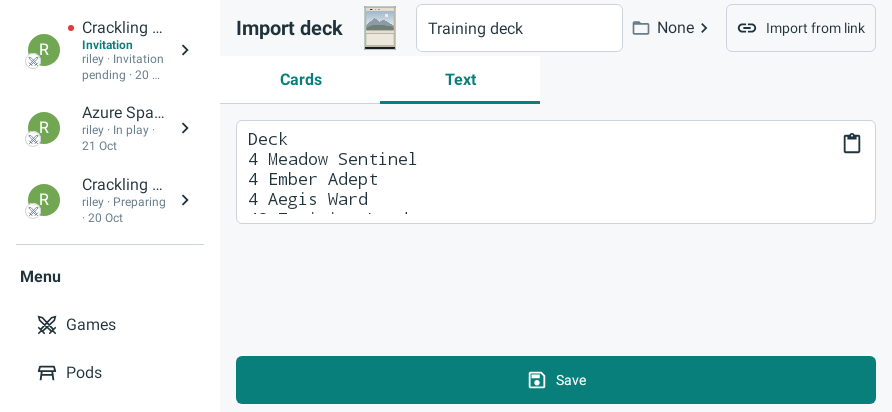 Crackling ...
Invitation
riley · Invitation
pending · 20 ...
R
Azure Spa...
riley · In play ·
21 Oct
R
Crackling ...
riley · Preparing
· 20 Oct
R
Menu
Games
Pods
Import deck
Training deck
None
Import from link
Cards
Text
Deck
4 Meadow Sentinel
4 Ember Adept
4 Aegis Ward
Save